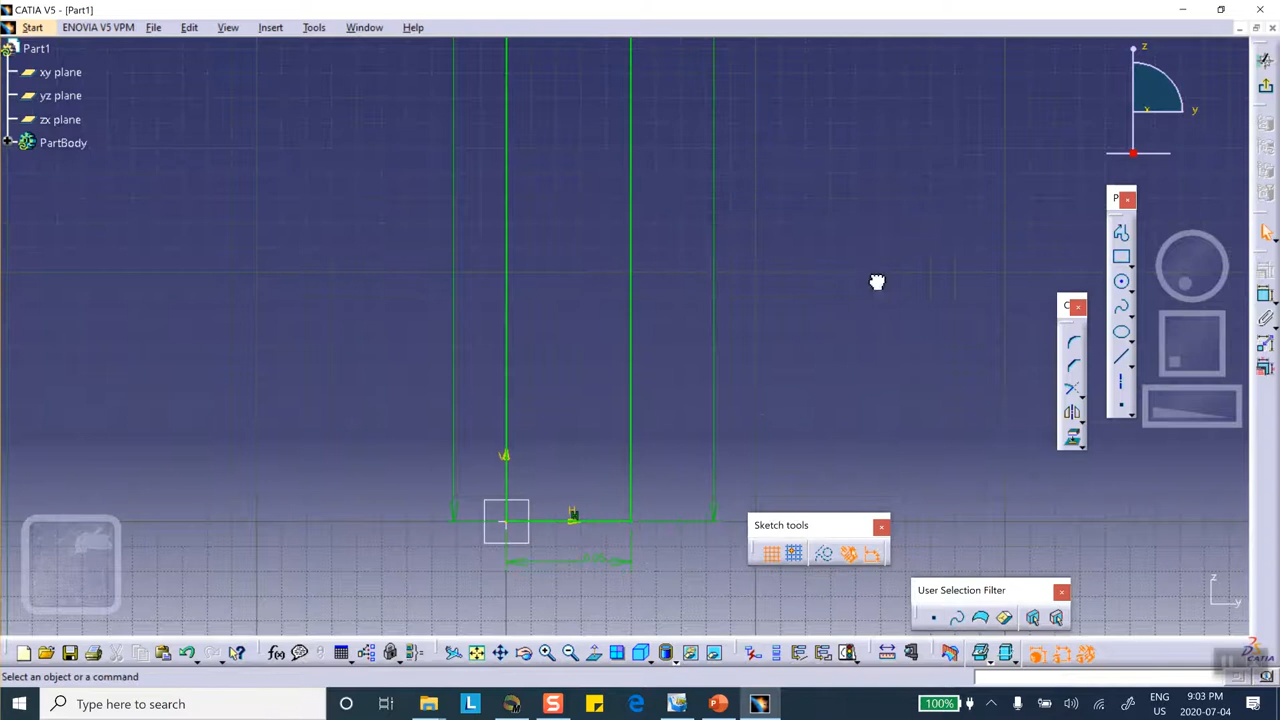 CATIA V5 - [Part1]
Start
ENOVIA V5 VPM
File
Edit
View
Insert
Tools
Window
Help
Part1
xy plane
yz plane
zx plane
PartBody
z
x
y
P
C
V
H
Sketch tools
User Selection Filter
z
y
f(x)
CATIA
Select an object or a command
Type here to search
L
S
100%
ENG
US
9:03 PM
2020-07-04